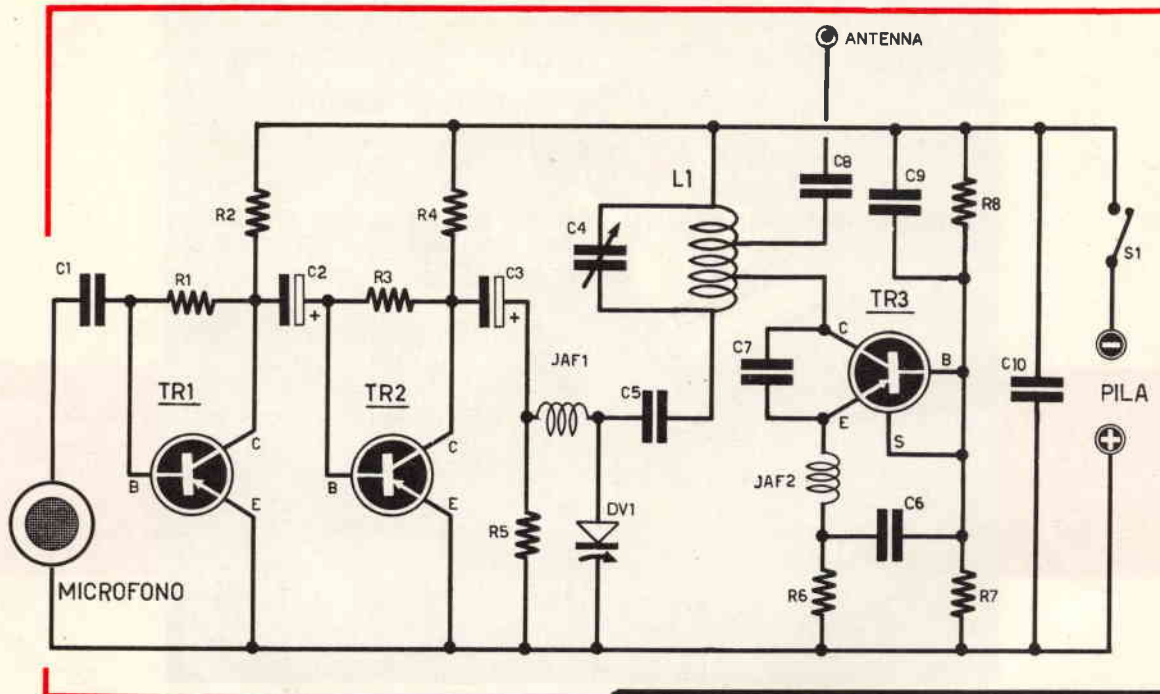 ANTENNA
C8
C9
L1
R2
R4
R8
C4
S1
C1
R1
C2
R3
C3
+
+
TR3
C
B
JAF1
C7
C10
−
PILA
TR1
TR2
C5
E
+
C
C
S
JAF2
B
B
DV1
C6
E
E
R5
MICROFONO
R6
R7